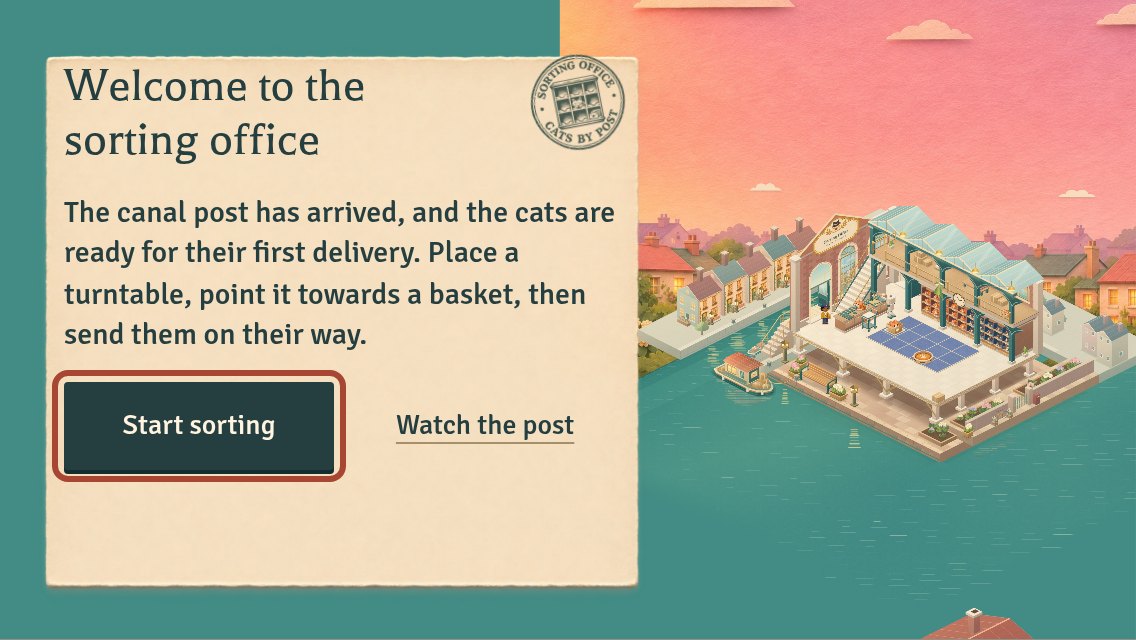 Welcome to the
sorting office
SORTING OFFICE
CATS BY POST
The canal post has arrived, and the cats are
ready for their first delivery. Place a
turntable, point it towards a basket, then
send them on their way.
Start sorting
Watch the post